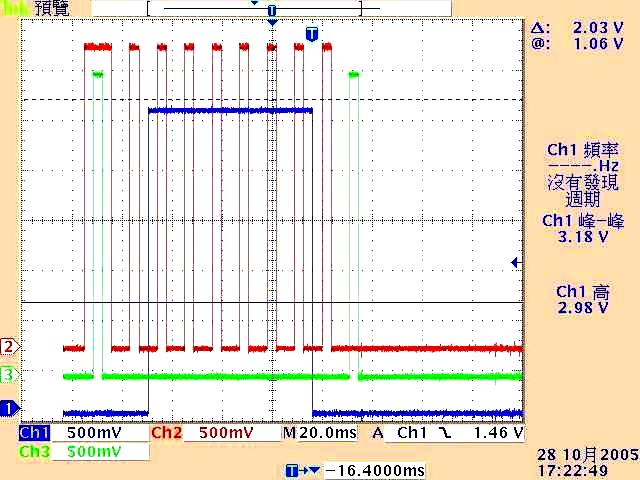 預覽
T
T
Δ: 2.03 V
@: 1.06 V
Ch1 頻率
----.Hz
沒有發現
週期
Ch1 峰-峰
3.18 V
Ch1 高
2.98 V
2
3
1
Ch1 500mV Ch2 500mV M 20.0ms A Ch1 1.46 V
Ch3 500mV
T -16.4000ms
28 10月 2005
17:22:49